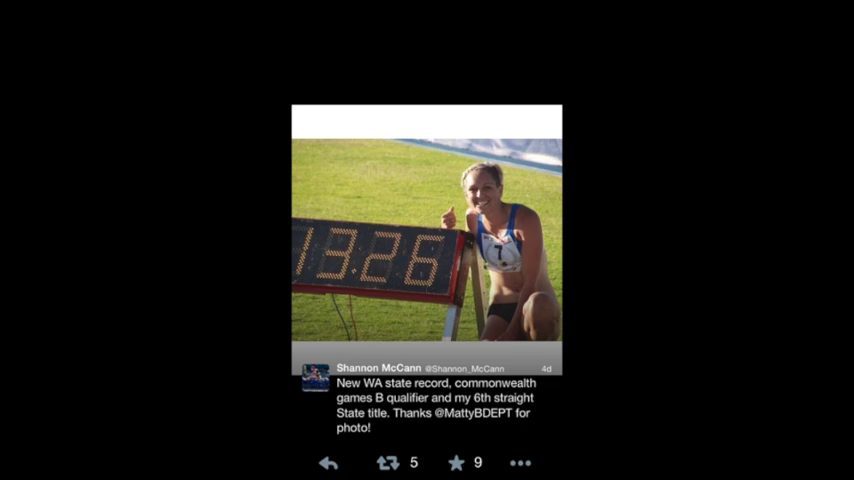 13.26
7
Shannon McCann @Shannon_McCann 4d
New WA state record, commonwealth
games B qualifier and my 6th straight
State title. Thanks @MattyBDEPT for
photo!
5 9